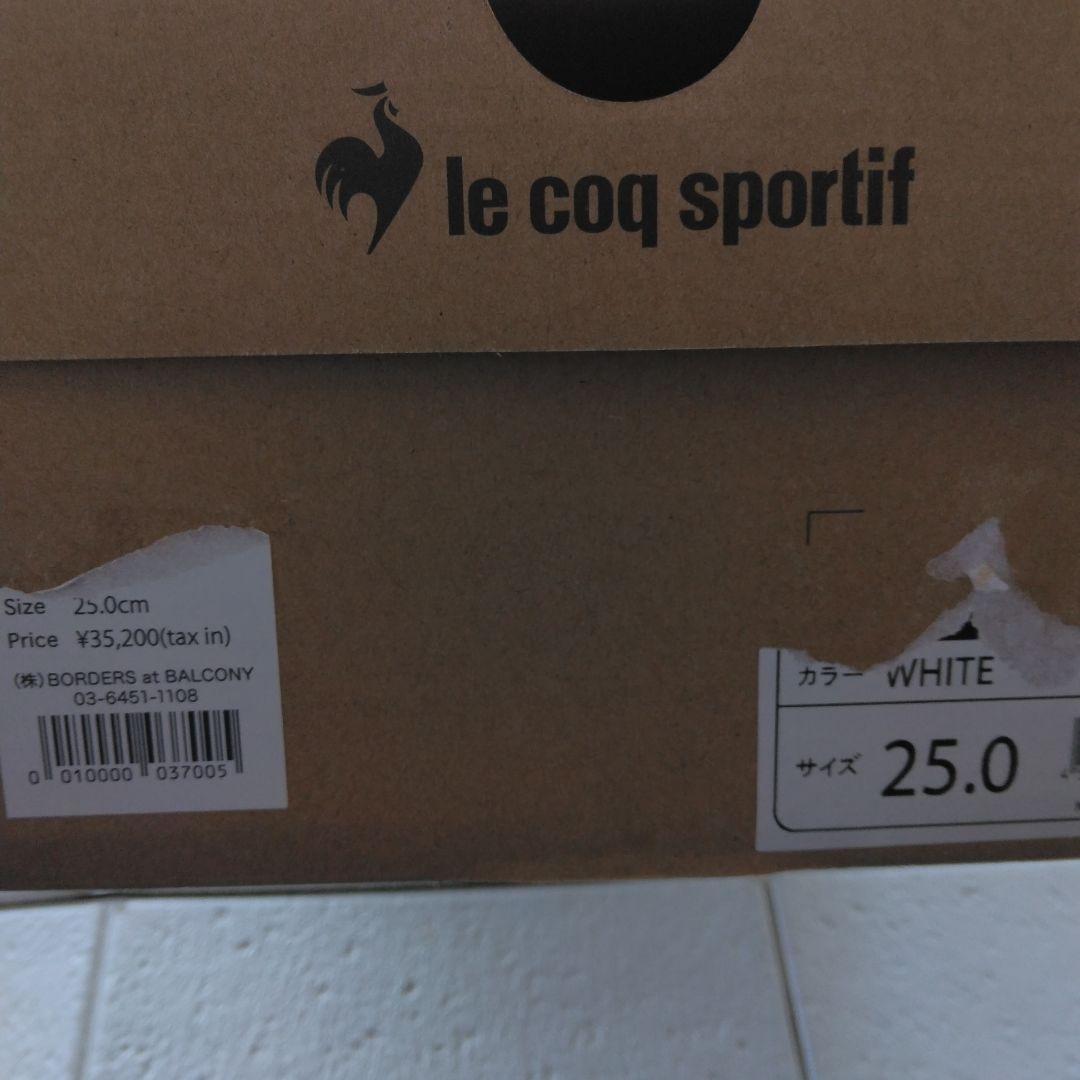 le coq sportif
Size 25.0cm
Price ¥35,200(tax in)
(株)BORDERS at BALCONY
03-6451-1108
0 010000 037005
カラー WHITE
サイズ 25.0